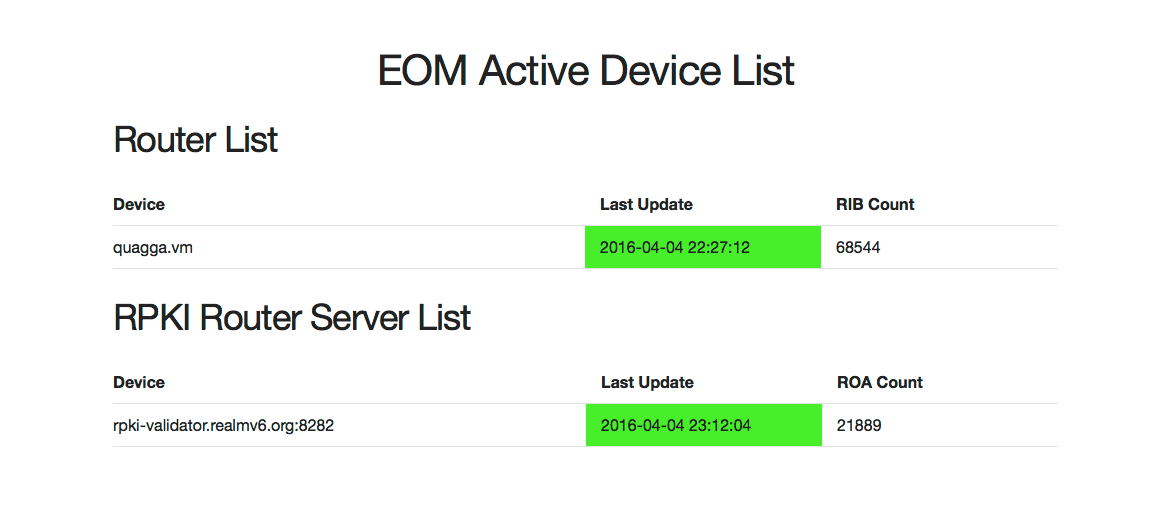 EOM Active Device List
Router List
Device Last Update RIB Count
quagga.vm 2016-04-04 22:27:12 68544
RPKI Router Server List
Device Last Update ROA Count
rpki-validator.realmv6.org:8282 2016-04-04 23:12:04 21889